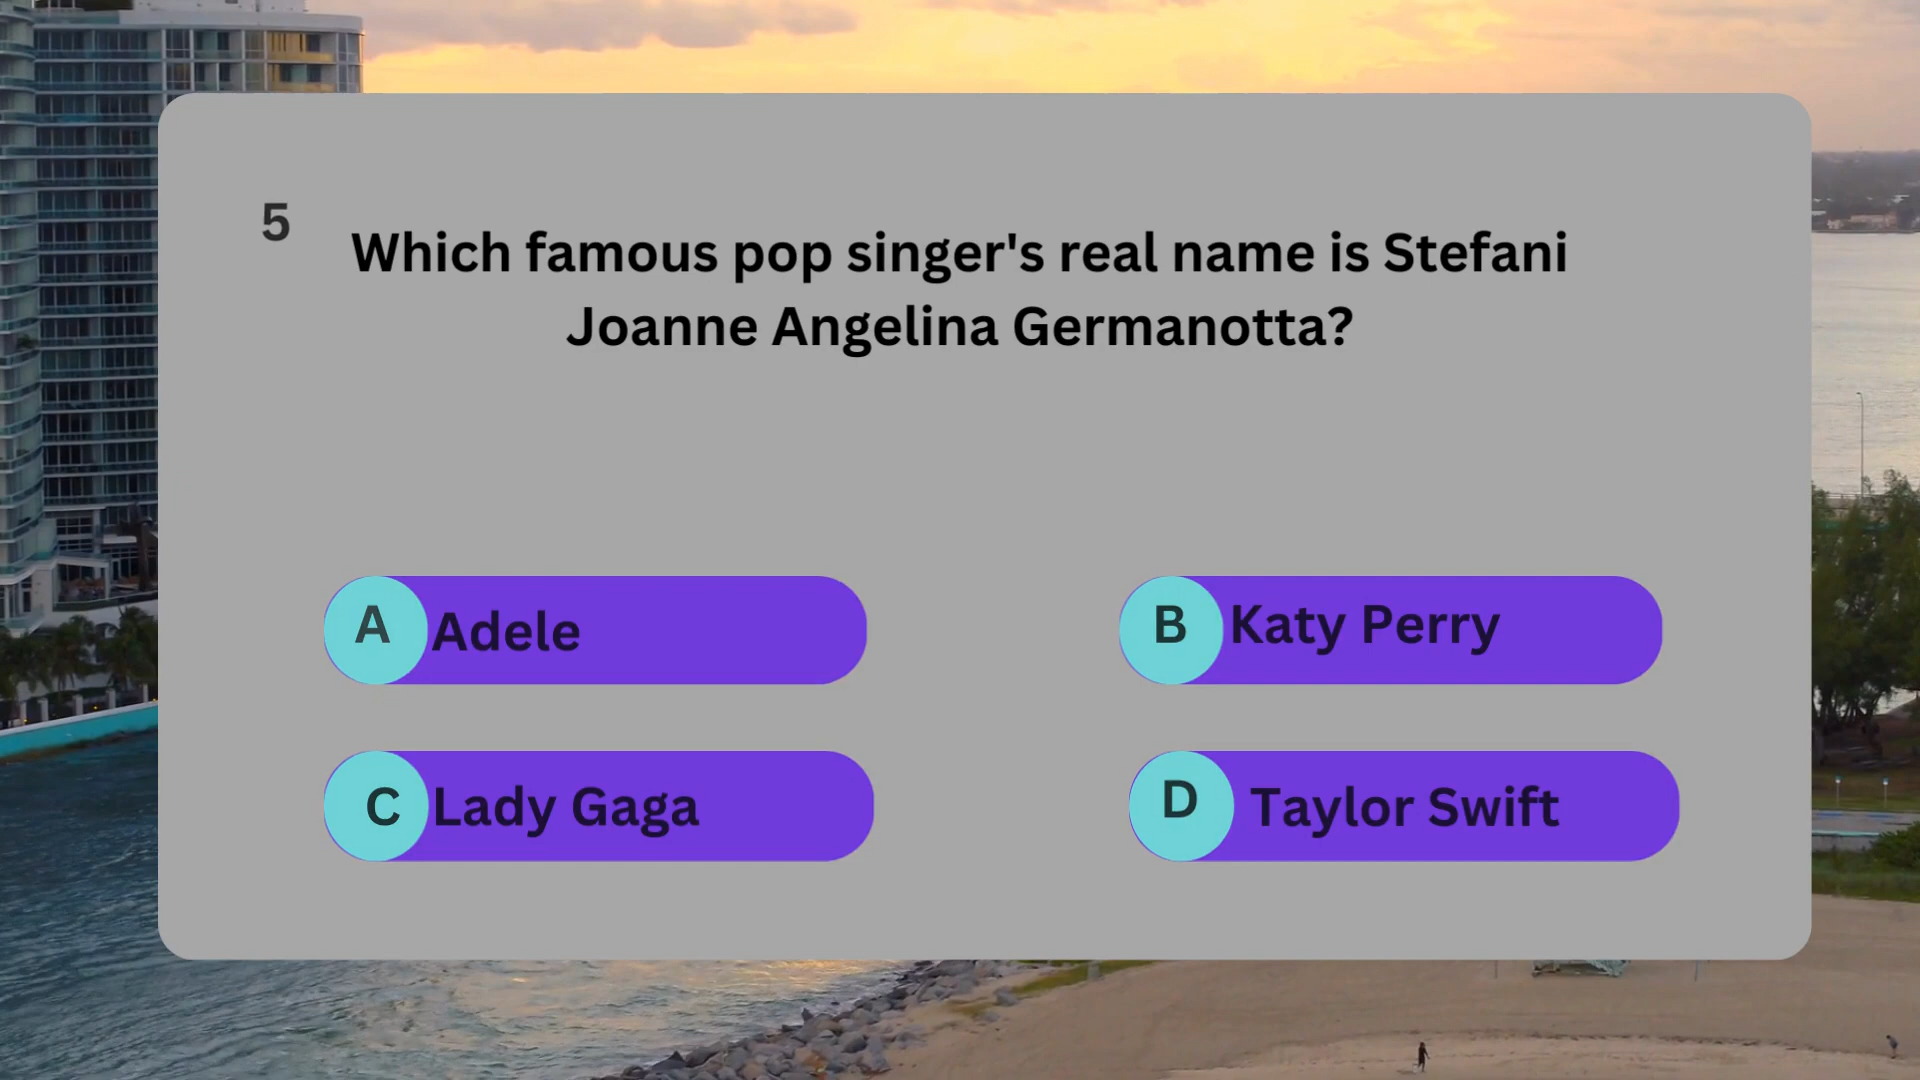 5
Which famous pop singer's real name is Stefani
Joanne Angelina Germanotta?
A Adele
B Katy Perry
C Lady Gaga
D Taylor Swift